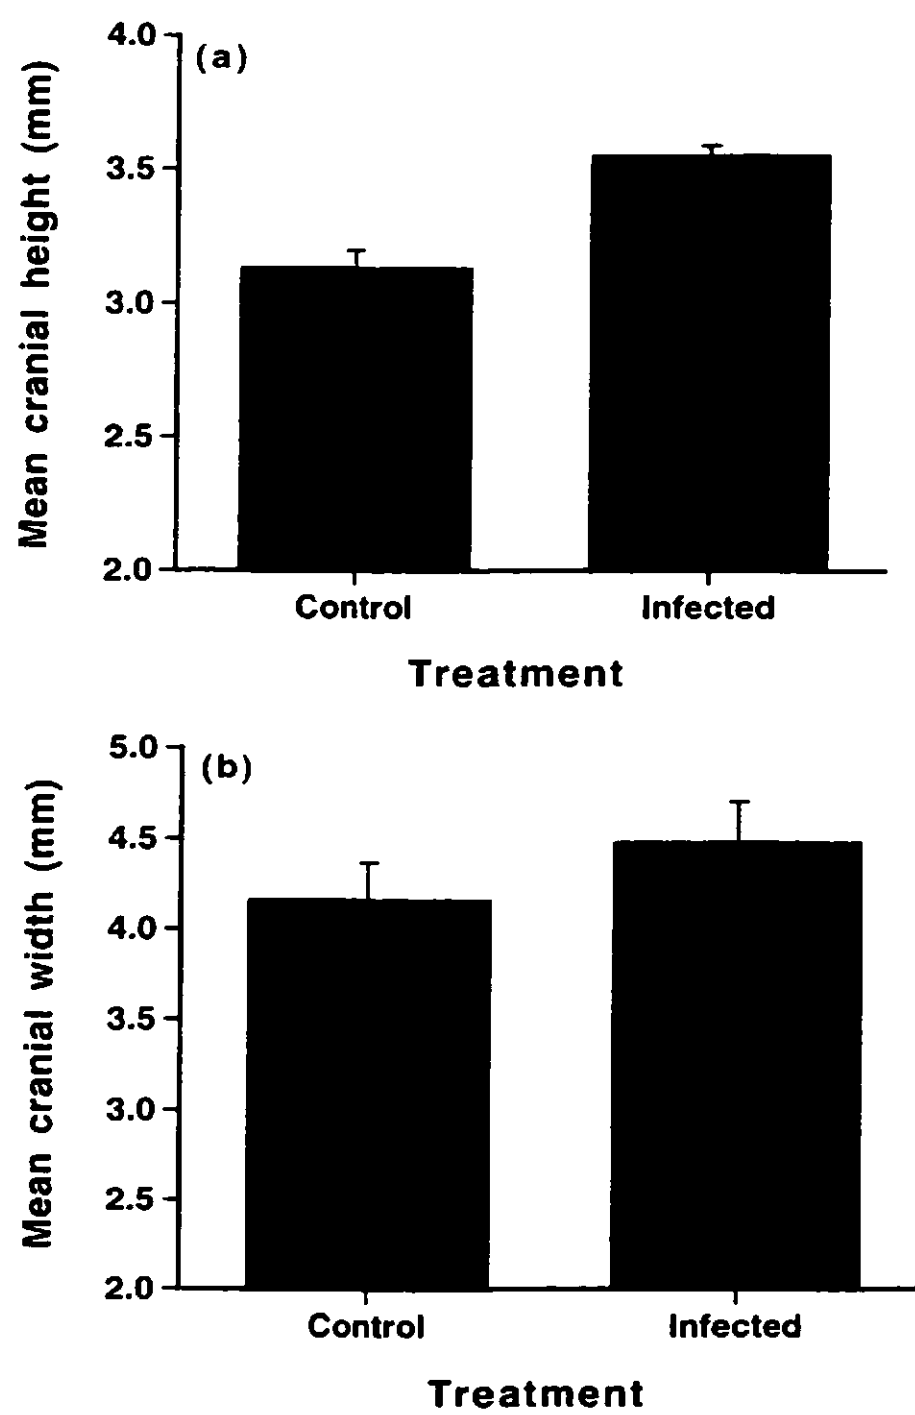 4.0
(a)
3.5
3.0
2.5
2.0
Mean cranial height (mm)
Control Infected
Treatment
5.0
(b)
4.5
4.0
3.5
3.0
2.5
2.0
Mean cranial width (mm)
Control Infected
Treatment